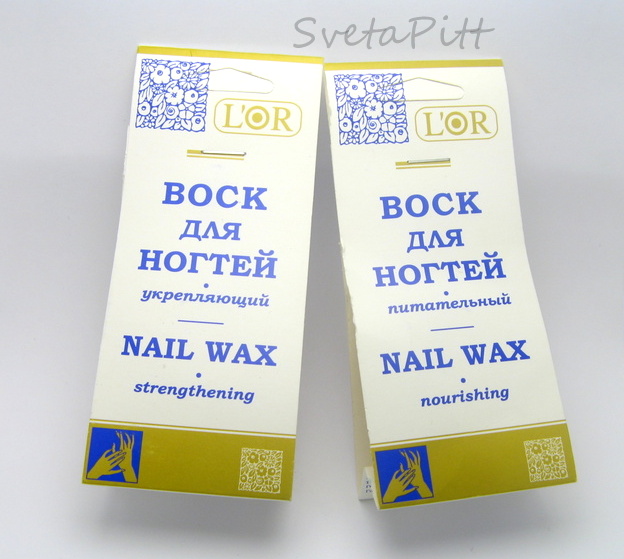 SvetaPitt
L'OR
ВОСК
ДЛЯ
НОГТЕЙ
укрепляющий
NAIL WAX
strengthening
L'OR
ВОСК
ДЛЯ
НОГТЕЙ
питательный
NAIL WAX
nourishing